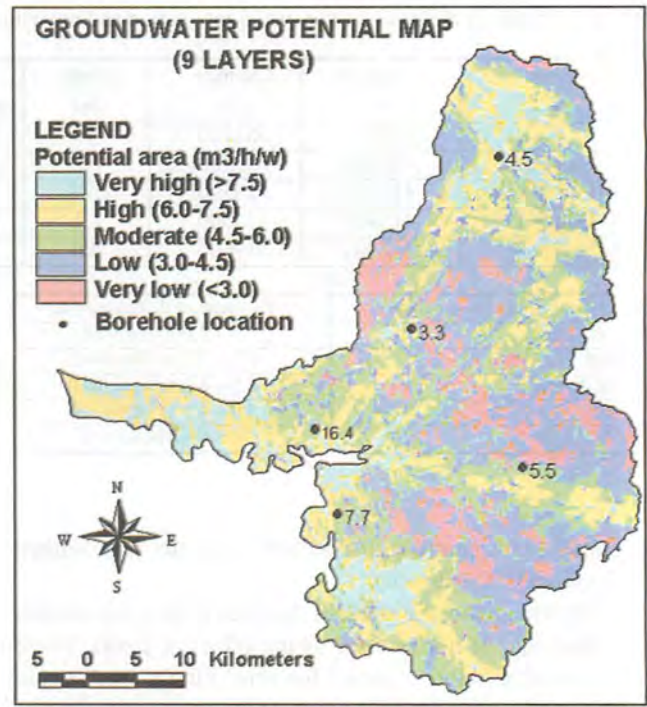 GROUNDWATER POTENTIAL MAP
(9 LAYERS)
LEGEND
Potential area (m3/h/w)
Very high (>7.5)
High (6.0-7.5)
Moderate (4.5-6.0)
Low (3.0-4.5)
Very low (<3.0)
Borehole location
4.5
3.3
16.4
5.5
7.7
N
W E
S
5 0 5 10 Kilometers